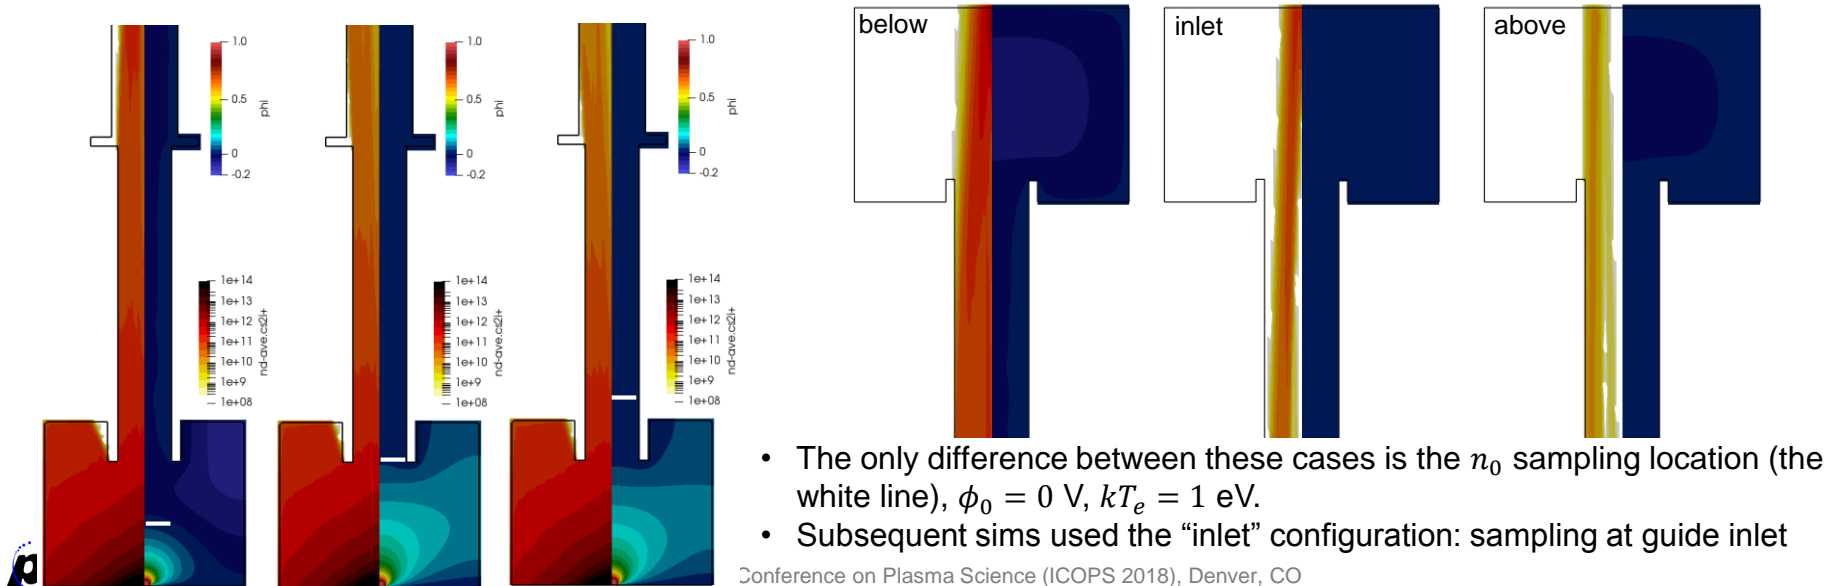 1.0
0.5
0
-0.2
phi
1e+14
1e+13
1e+12
1e+11
1e+10
1e+9
1e+08
nd-ave.cs2i+
1.0
0.5
0
-0.2
phi
1e+14
1e+13
1e+12
1e+11
1e+10
1e+9
1e+08
nd-ave.cs2i+
1.0
0.5
0
-0.2
phi
1e+14
1e+13
1e+12
1e+11
1e+10
1e+9
1e+08
nd-ave.cs2i+
below
inlet
above
• The only difference between these cases is the n₀ sampling location (the
white line), ϕ₀ = 0 V, kTₑ = 1 eV.
• Subsequent sims used the “inlet” configuration: sampling at guide inlet
Conference on Plasma Science (ICOPS 2018), Denver, CO